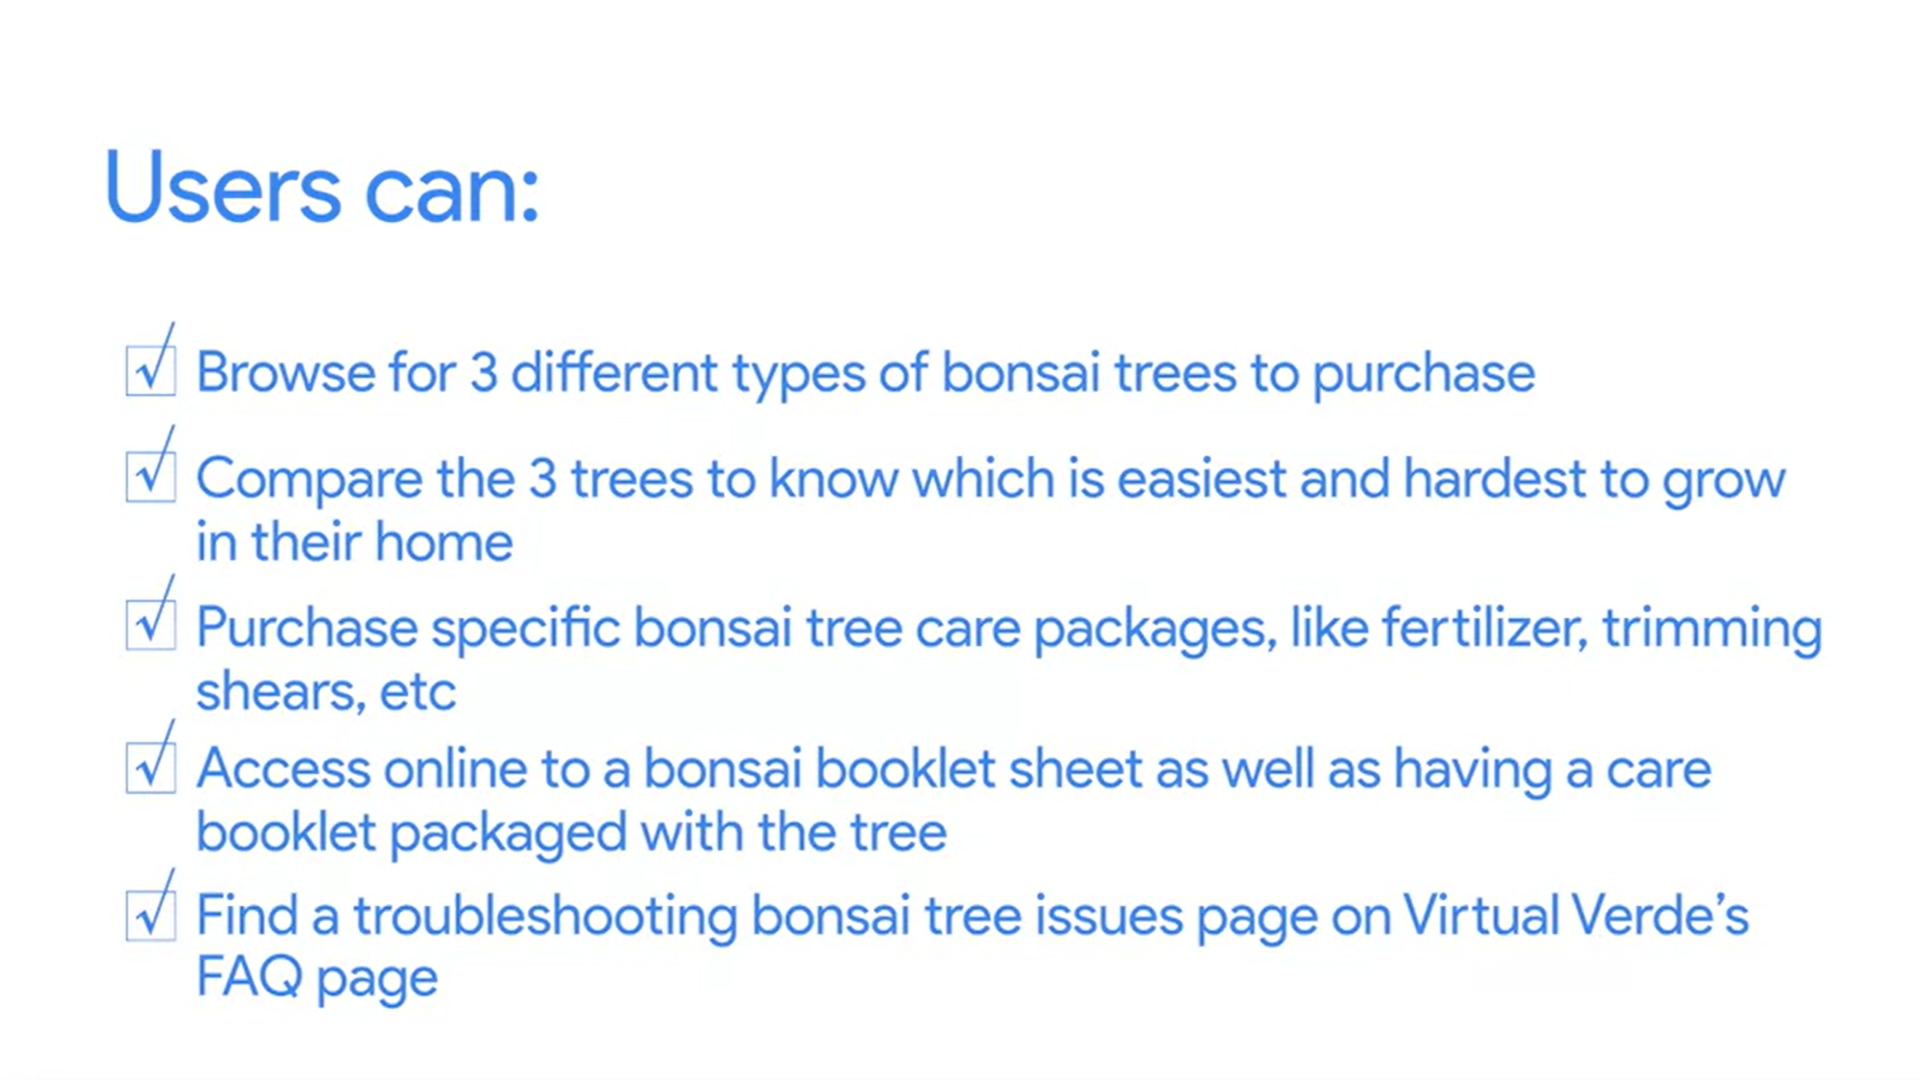 Users can:
Browse for 3 different types of bonsai trees to purchase
Compare the 3 trees to know which is easiest and hardest to grow
in their home
Purchase specific bonsai tree care packages, like fertilizer, trimming
shears, etc
Access online to a bonsai booklet sheet as well as having a care
booklet packaged with the tree
Find a troubleshooting bonsai tree issues page on Virtual Verde’s
FAQ page